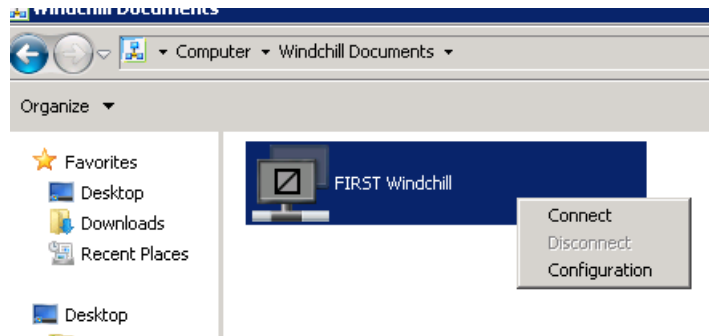 Windchill Documents
Computer Windchill Documents
Organize
Favorites
Desktop
Downloads
Recent Places
Desktop
FIRST Windchill
Connect
Disconnect
Configuration